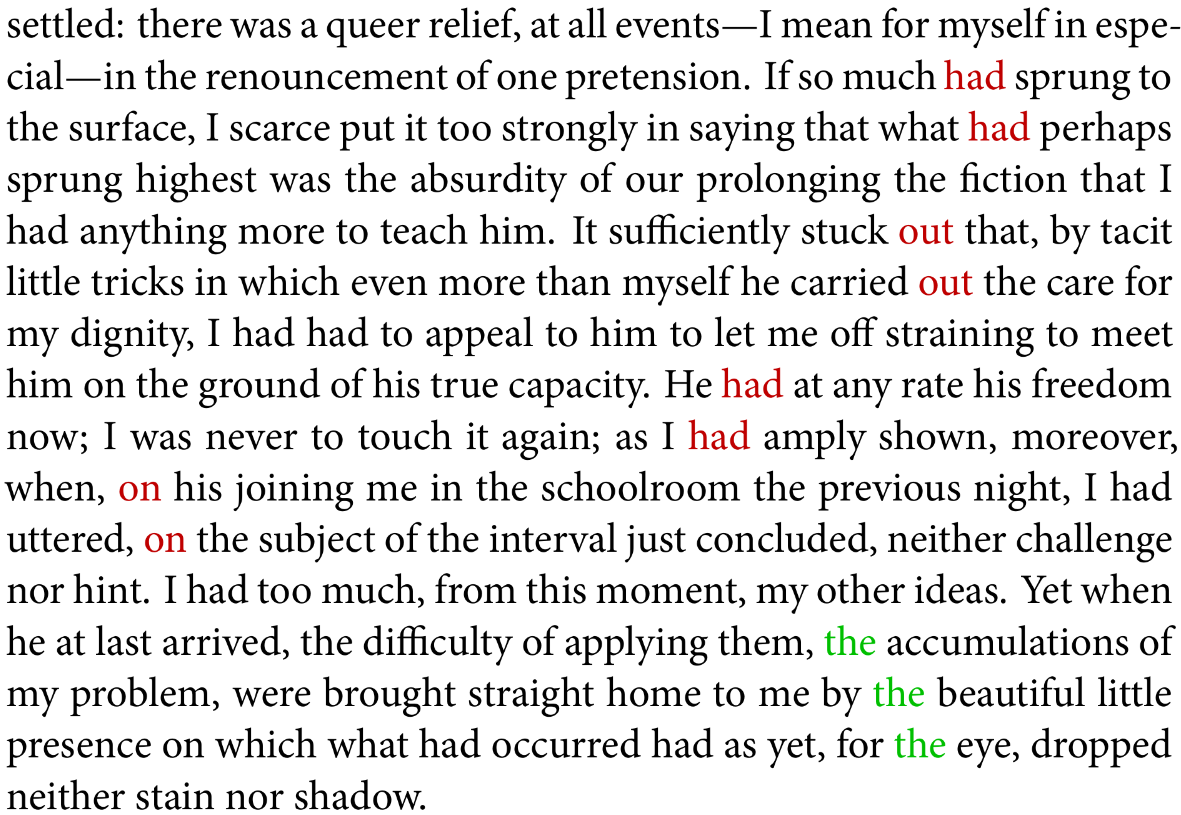 settled: there was a queer relief, at all events—I mean for myself in espe-
cial—in the renouncement of one pretension. If so much had sprung to
the surface, I scarce put it too strongly in saying that what had perhaps
sprung highest was the absurdity of our prolonging the fiction that I
had anything more to teach him. It sufficiently stuck out that, by tacit
little tricks in which even more than myself he carried out the care for
my dignity, I had had to appeal to him to let me off straining to meet
him on the ground of his true capacity. He had at any rate his freedom
now; I was never to touch it again; as I had amply shown, moreover,
when, on his joining me in the schoolroom the previous night, I had
uttered, on the subject of the interval just concluded, neither challenge
nor hint. I had too much, from this moment, my other ideas. Yet when
he at last arrived, the difficulty of applying them, the accumulations of
my problem, were brought straight home to me by the beautiful little
presence on which what had occurred had as yet, for the eye, dropped
neither stain nor shadow.